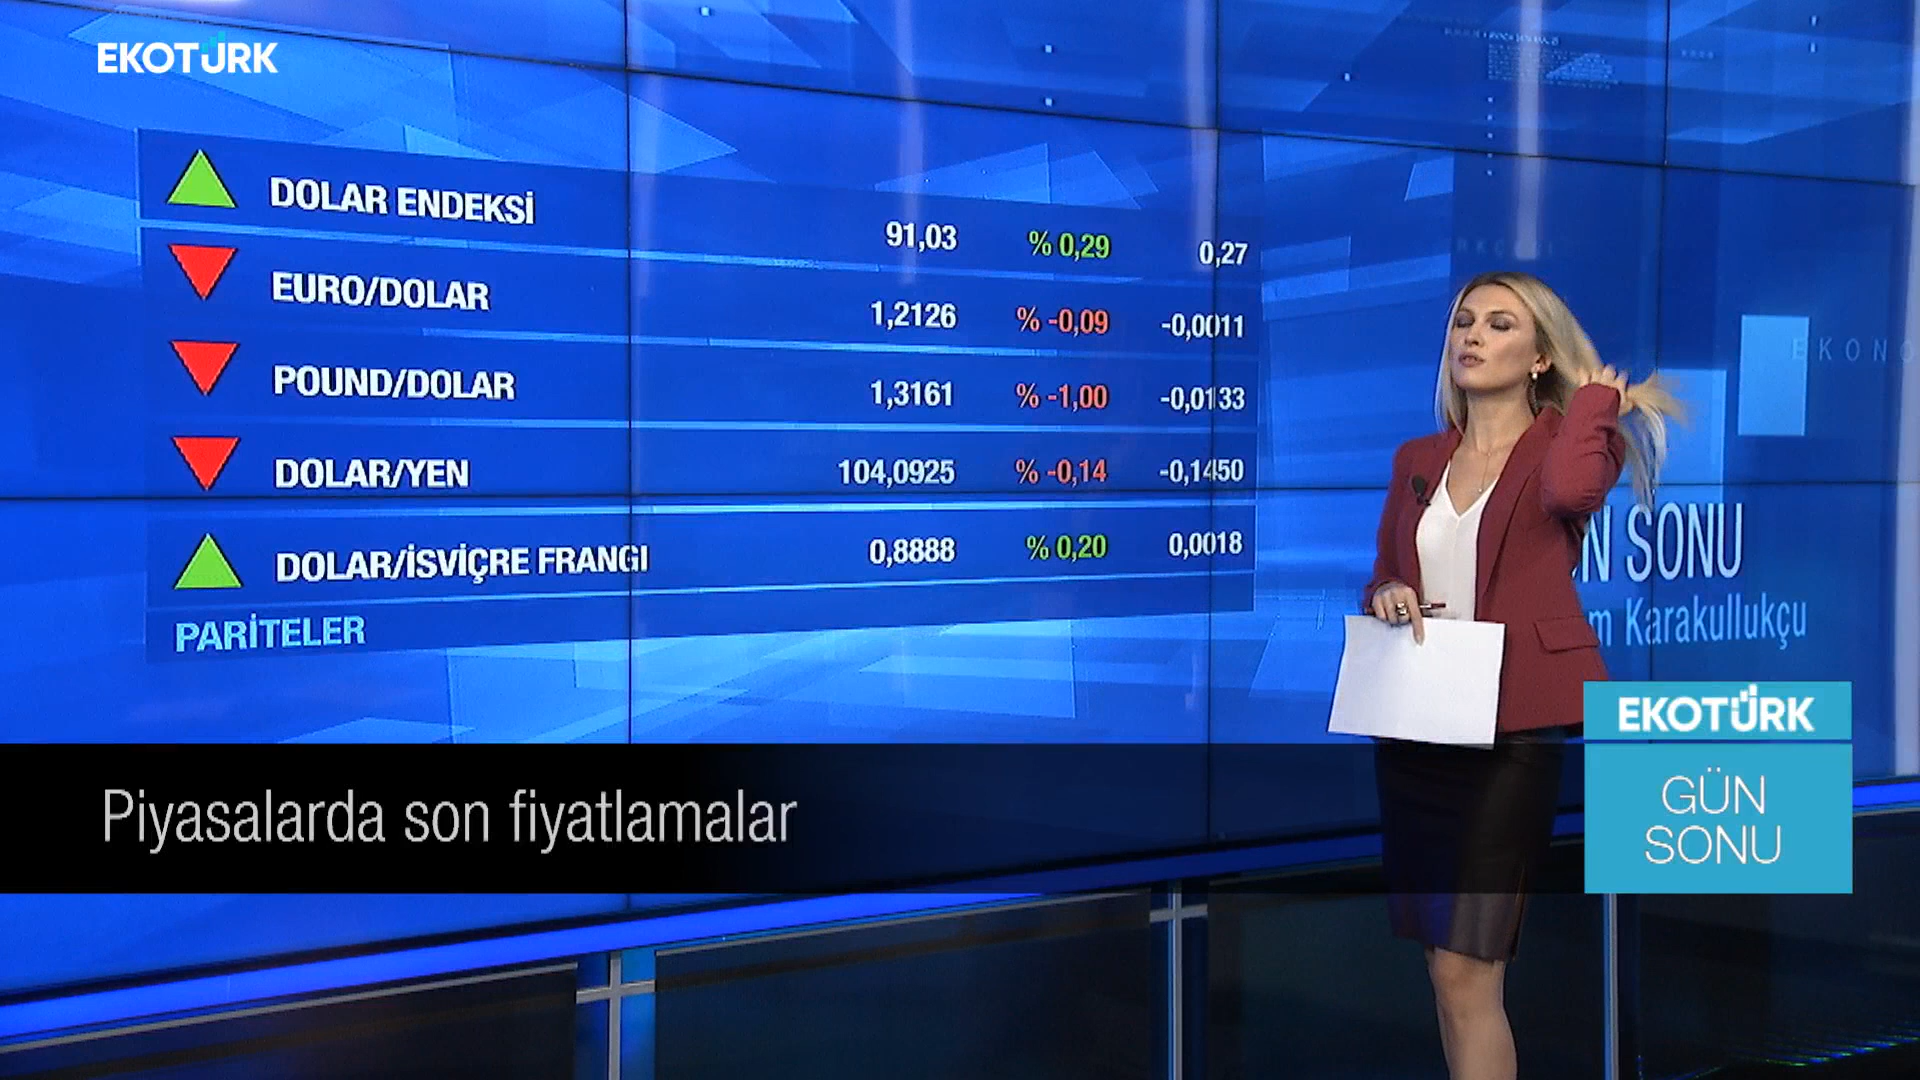 EKOTÜRK
DOLAR ENDEKSİ 91,03 % 0,29 0,27
EURO/DOLAR 1,2126 % -0,09 -0,0011
POUND/DOLAR 1,3161 % -1,00 -0,0133
DOLAR/YEN 104,0925 % -0,14 -0,1450
DOLAR/İSVİÇRE FRANGI 0,8888 % 0,20 0,0018
PARİTELER
EKONO
N SONU
m Karakullukçu
EKOTÜRK
GÜN
SONU
Piyasalarda son fiyatlamalar